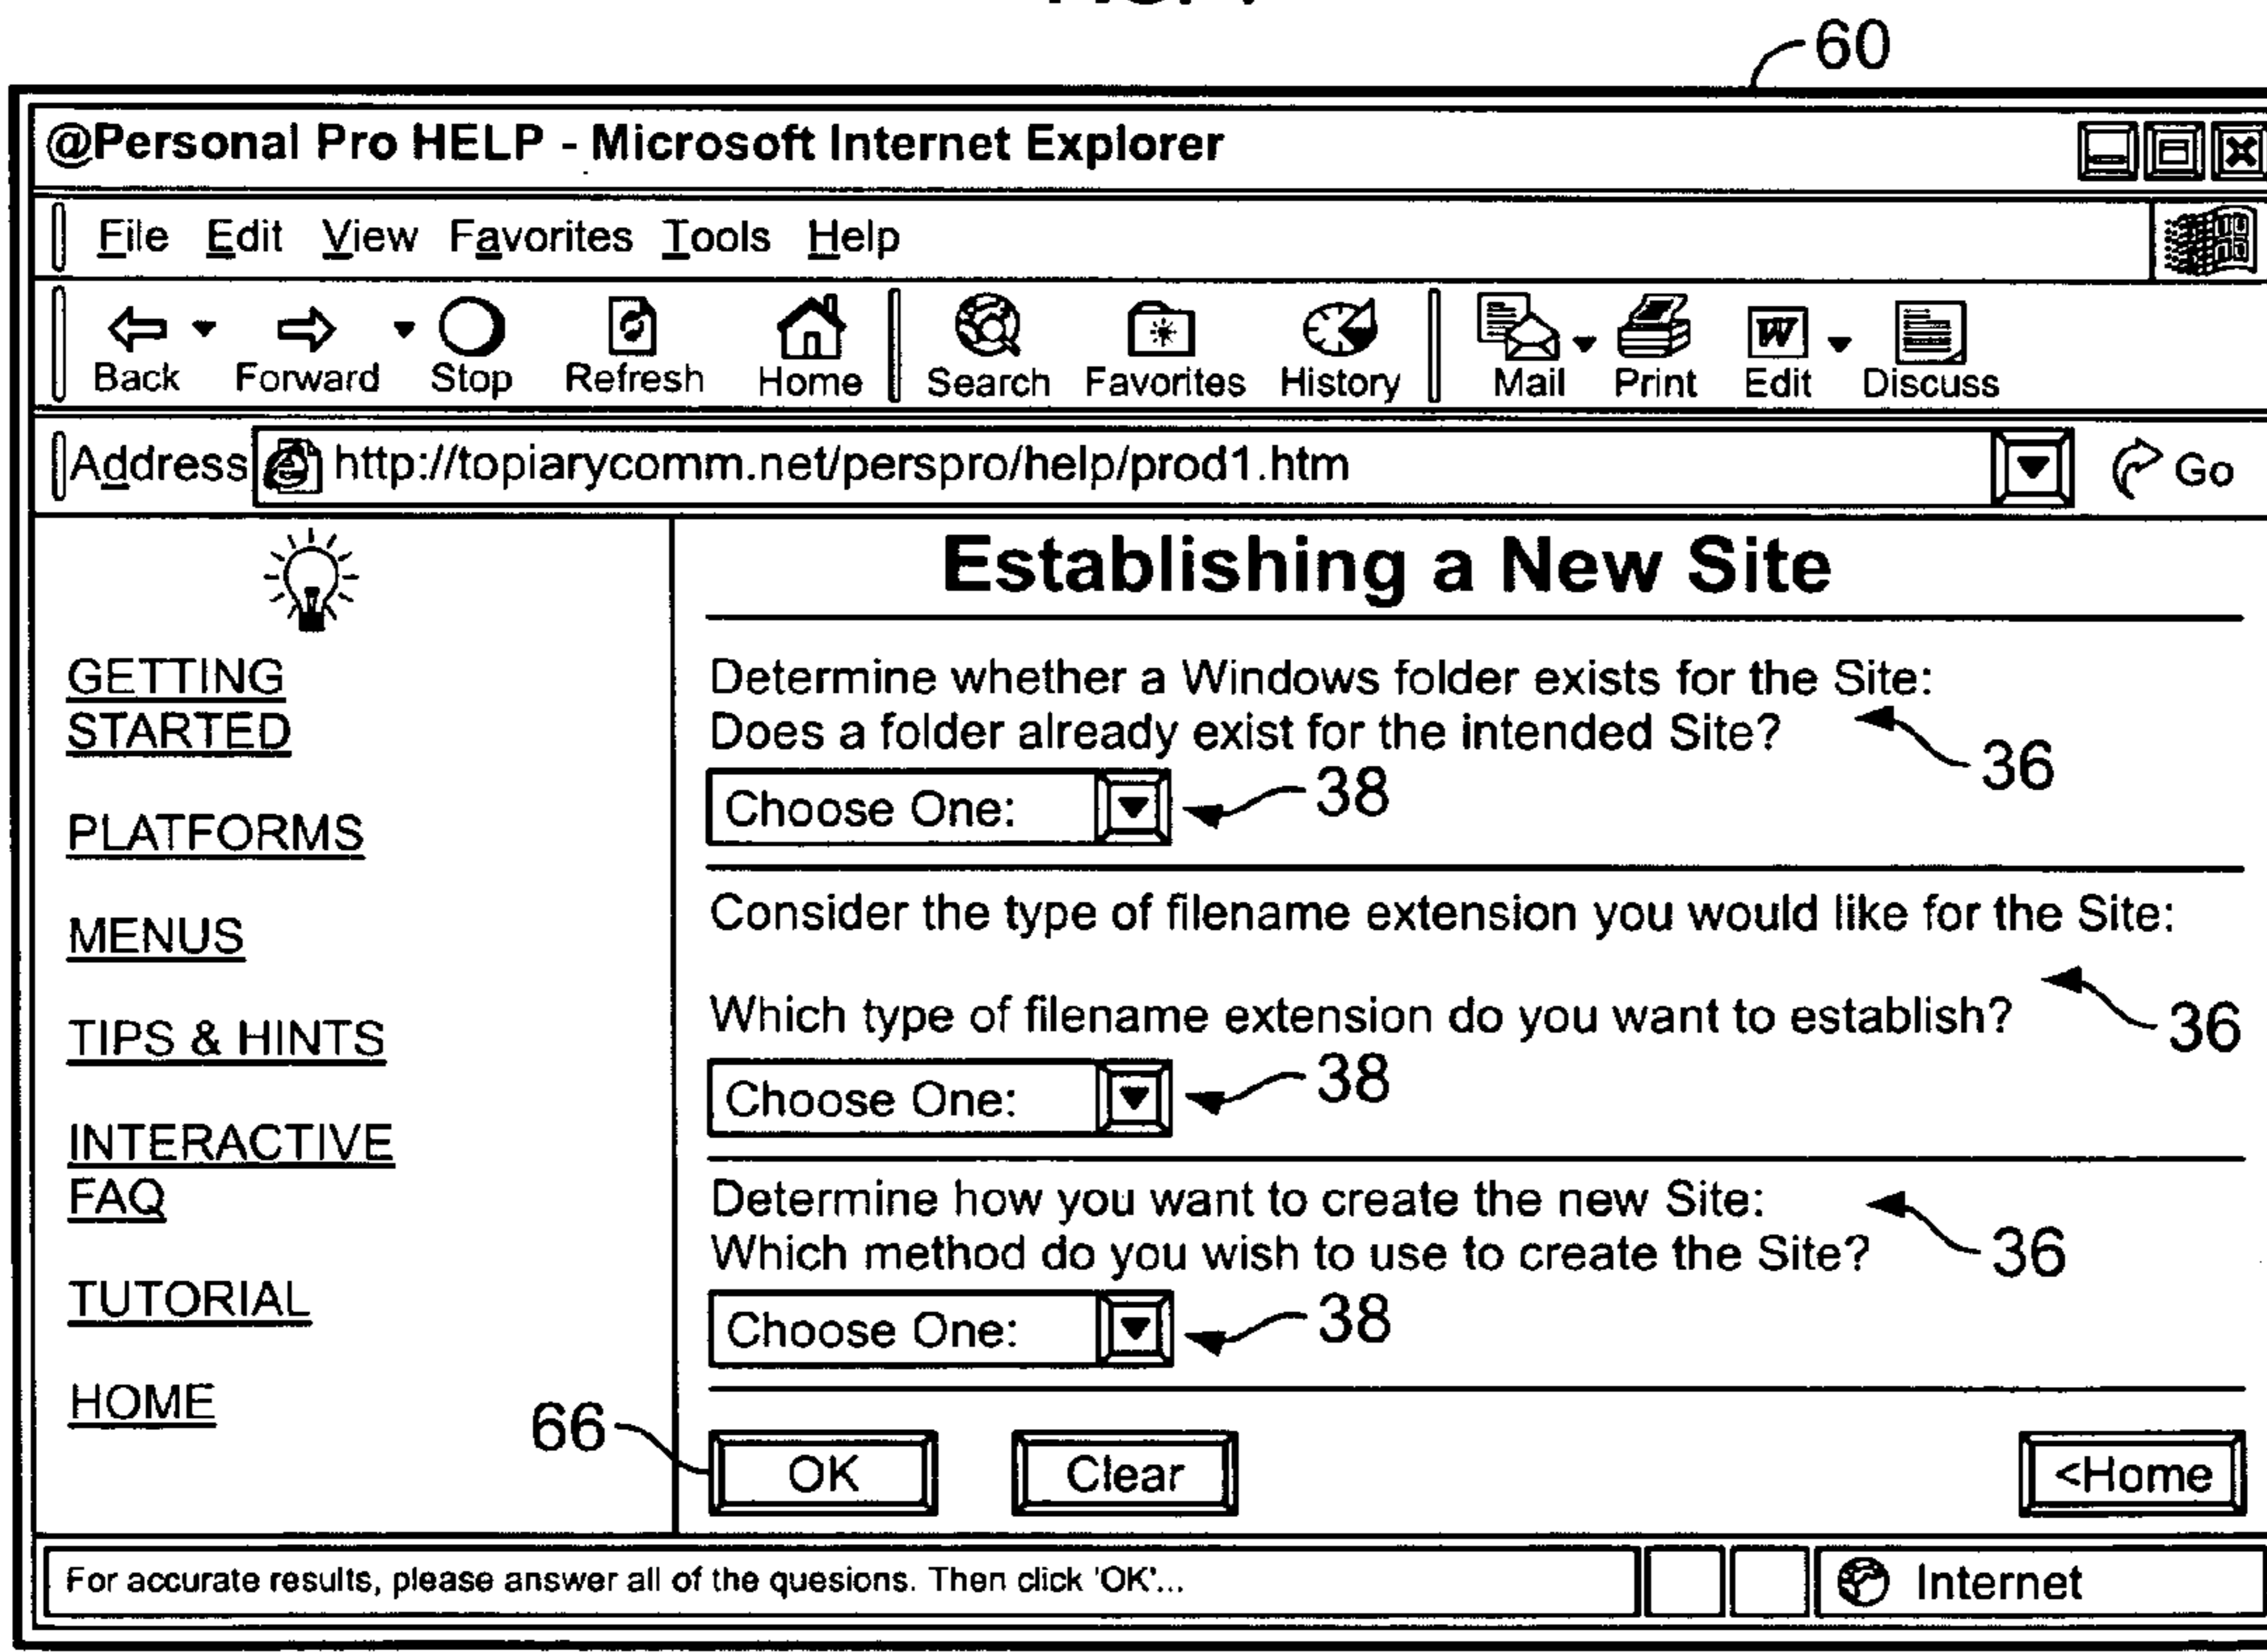 60
@Personal Pro HELP - Microsoft Internet Explorer
File Edit View Favorites Tools Help
Back Forward Stop Refresh Home Search Favorites History Mail Print Edit Discuss
Address http://topiarycomm.net/perspro/help/prod1.htm Go
Establishing a New Site
GETTING
STARTED
PLATFORMS
MENUS
TIPS & HINTS
INTERACTIVE
FAQ
TUTORIAL
HOME
Determine whether a Windows folder exists for the Site:
Does a folder already exist for the intended Site?
36
Choose One: 38
Consider the type of filename extension you would like for the Site:
Which type of filename extension do you want to establish?
36
Choose One: 38
Determine how you want to create the new Site:
Which method do you wish to use to create the Site?
36
Choose One: 38
66 OK Clear <Home
For accurate results, please answer all of the quesions. Then click 'OK'... Internet